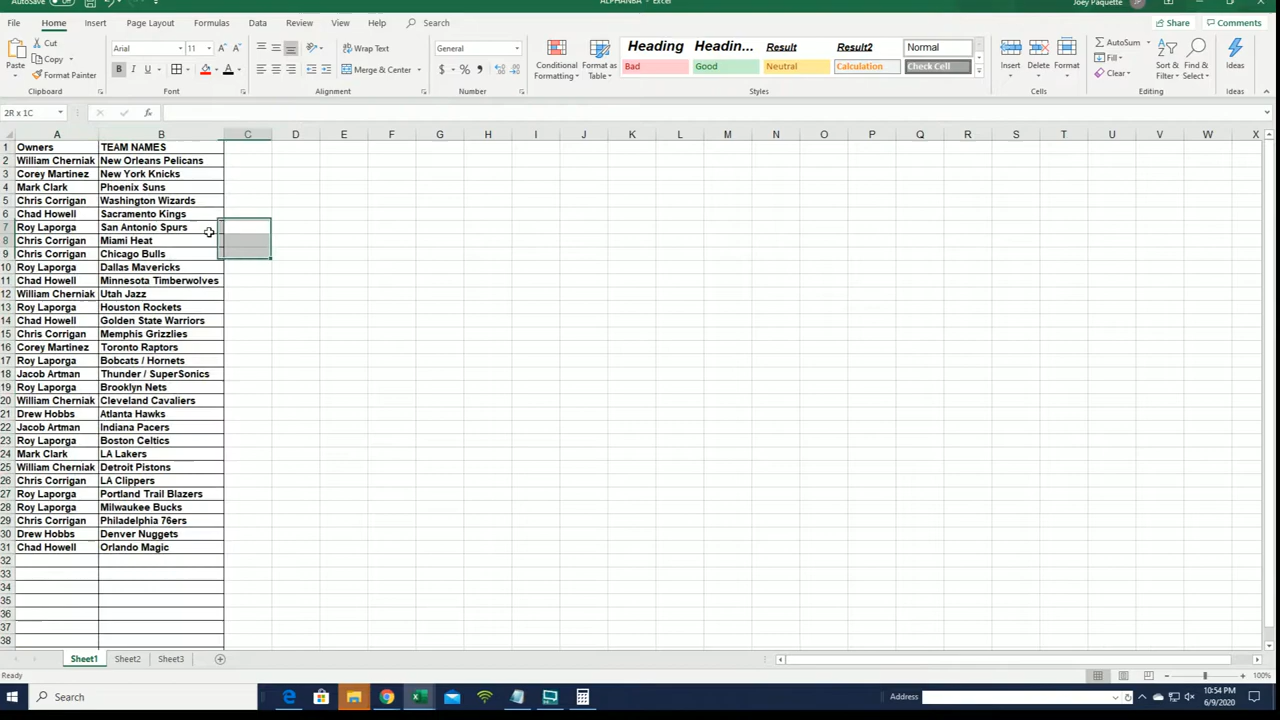 AutoSave
ALPHANBA - Excel
Joey Paquette JP
File Home Insert Page Layout Formulas Data Review View Help Search Share Comments
Paste Cut Copy Format Painter
Clipboard
Arial 11 A A
B I U A
Font
Wrap Text
Merge & Center
Alignment
General
$ % 9
Number
Conditional Formatting Format as Table
Heading Headin... Result Result2 Normal
Bad Good Neutral Calculation Check Cell
Styles
Insert Delete Format
Cells
AutoSum Fill Clear
Sort & Filter Find & Select
Editing
Ideas
Ideas
2R x 1C fx
A B C D E F G H I J K L M N O P Q R S T U V W X
1 Owners TEAM NAMES
2 William Cherniak New Orleans Pelicans
3 Corey Martinez New York Knicks
4 Mark Clark Phoenix Suns
5 Chris Corrigan Washington Wizards
6 Chad Howell Sacramento Kings
7 Roy Laporga San Antonio Spurs
8 Chris Corrigan Miami Heat
9 Chris Corrigan Chicago Bulls
10 Roy Laporga Dallas Mavericks
11 Chad Howell Minnesota Timberwolves
12 William Cherniak Utah Jazz
13 Roy Laporga Houston Rockets
14 Chad Howell Golden State Warriors
15 Chris Corrigan Memphis Grizzlies
16 Corey Martinez Toronto Raptors
17 Roy Laporga Bobcats / Hornets
18 Jacob Artman Thunder / SuperSonics
19 Roy Laporga Brooklyn Nets
20 William Cherniak Cleveland Cavaliers
21 Drew Hobbs Atlanta Hawks
22 Jacob Artman Indiana Pacers
23 Roy Laporga Boston Celtics
24 Mark Clark LA Lakers
25 William Cherniak Detroit Pistons
26 Chris Corrigan LA Clippers
27 Roy Laporga Portland Trail Blazers
28 Roy Laporga Milwaukee Bucks
29 Chris Corrigan Philadelphia 76ers
30 Drew Hobbs Denver Nuggets
31 Chad Howell Orlando Magic
32
33
34
35
36
37
38
Sheet1 Sheet2 Sheet3
Ready 100%
Search Address 10:54 PM
6/9/2020